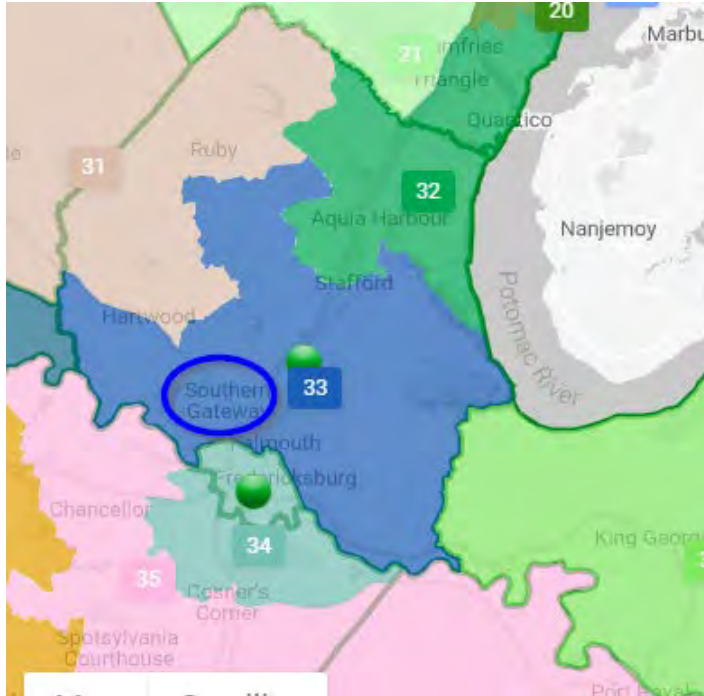 20
Marbu
21
mfries
riangle
Quantico
Ruby
31
32
Aquia Harbour
Nanjemoy
Stafford
Potomac River
Hartwood
33
Southern
Gateway
Falmouth
Fredericksburg
Chancellor
34
King Georg
35
Cosner's
Corner
Spotsylvania
Courthouse